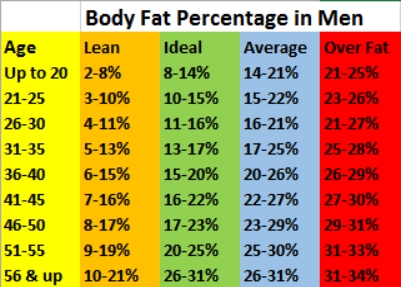 Body Fat Percentage in Men
Age Lean Ideal Average Over Fat
Up to 20 2-8% 8-14% 14-21% 21-25%
21-25 3-10% 10-15% 15-22% 23-26%
26-30 4-11% 11-16% 16-21% 21-27%
31-35 5-13% 13-17% 17-25% 25-28%
36-40 6-15% 15-20% 20-26% 26-29%
41-45 7-16% 16-22% 22-27% 27-30%
46-50 8-17% 17-23% 23-29% 29-31%
51-55 9-19% 20-25% 25-30% 31-33%
56 & up 10-21% 26-31% 26-31% 31-34%